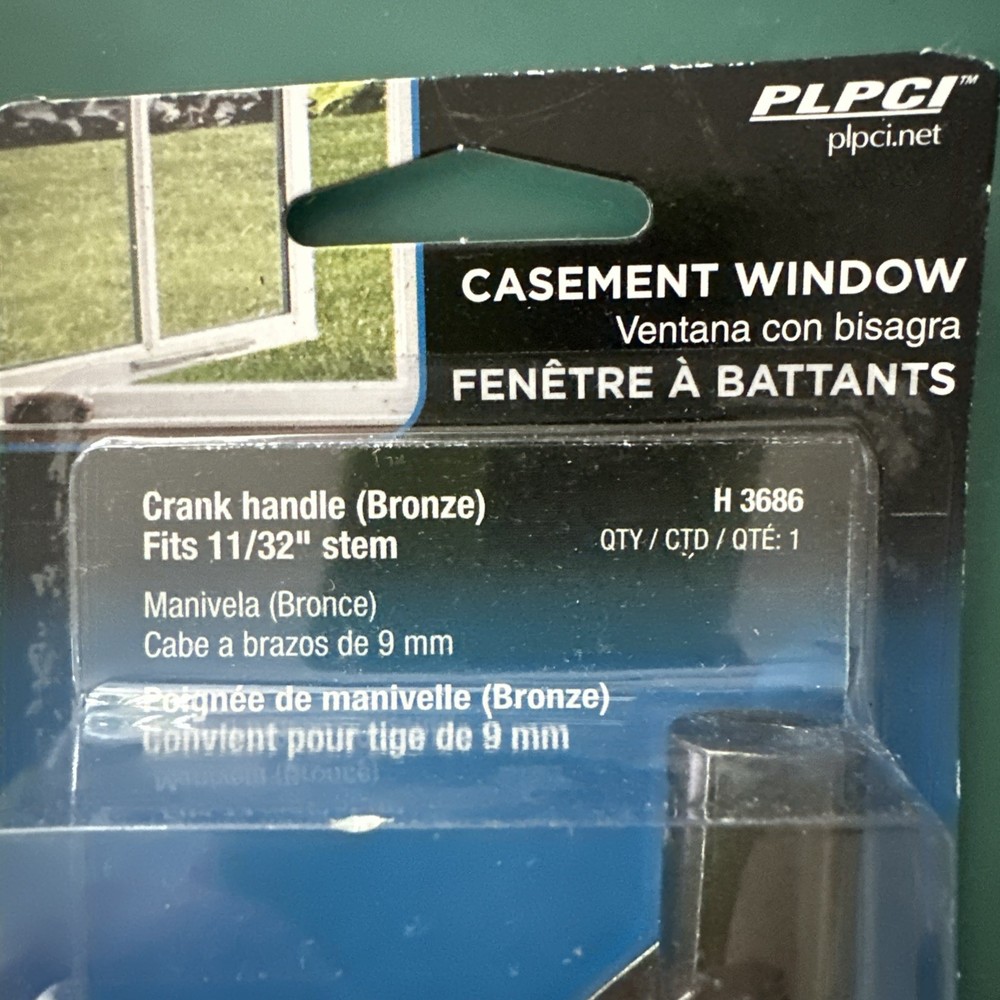 PLPCI™
plpci.net
CASEMENT WINDOW
Ventana con bisagra
FENÊTRE À BATTANTS
Crank handle (Bronze)
Fits 11/32" stem
H 3686
QTY / CTD / QTÉ: 1
Manivela (Bronce)
Cabe a brazos de 9 mm
Poignée de manivelle (Bronze)
Convient pour tige de 9 mm